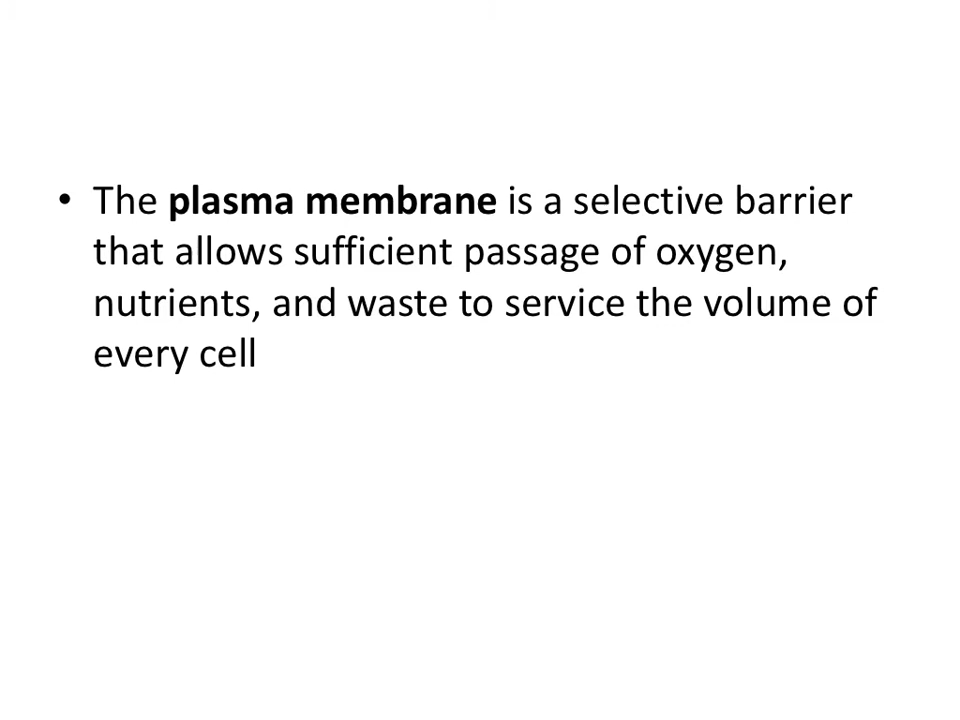 • The plasma membrane is a selective barrier
that allows sufficient passage of oxygen,
nutrients, and waste to service the volume of
every cell